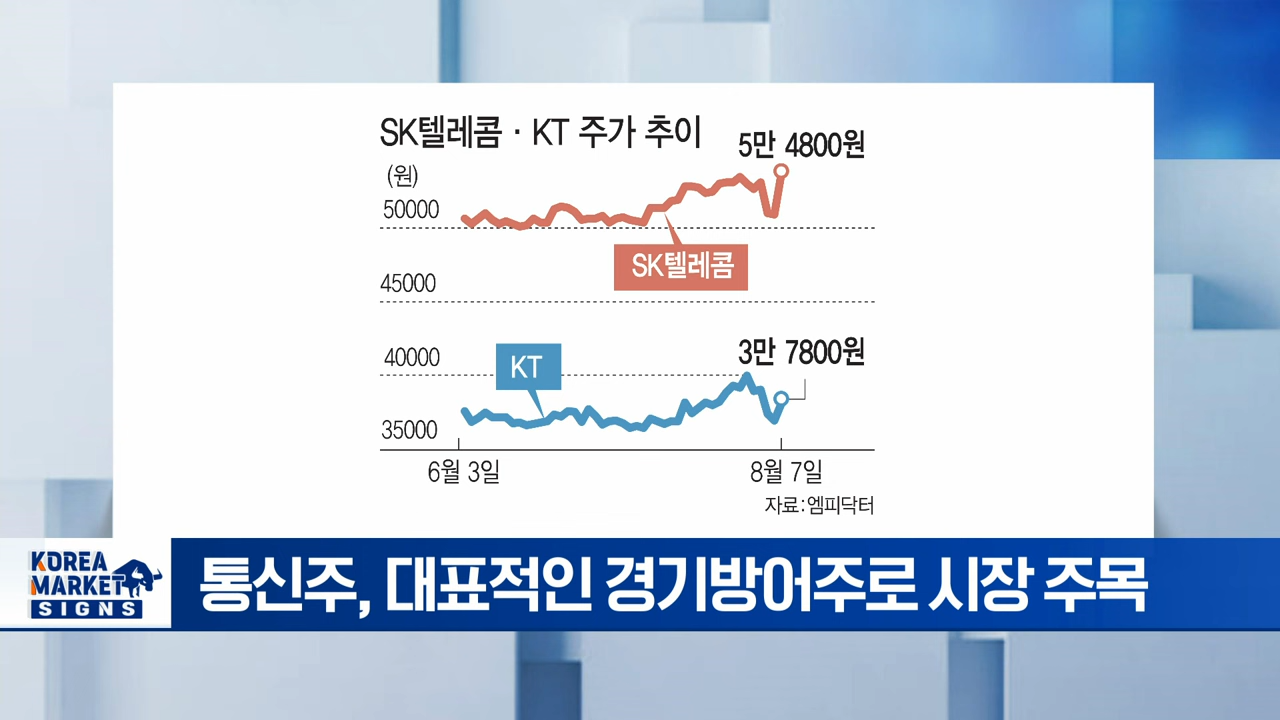 SK텔레콤 · KT 주가 추이
(원)
5만 4800원
50000
SK텔레콤
45000
40000
KT
3만 7800원
35000
6월 3일
8월 7일
자료:엠피닥터
KOREA
MARKET
SIGNS
통신주, 대표적인 경기방어주로 시장 주목